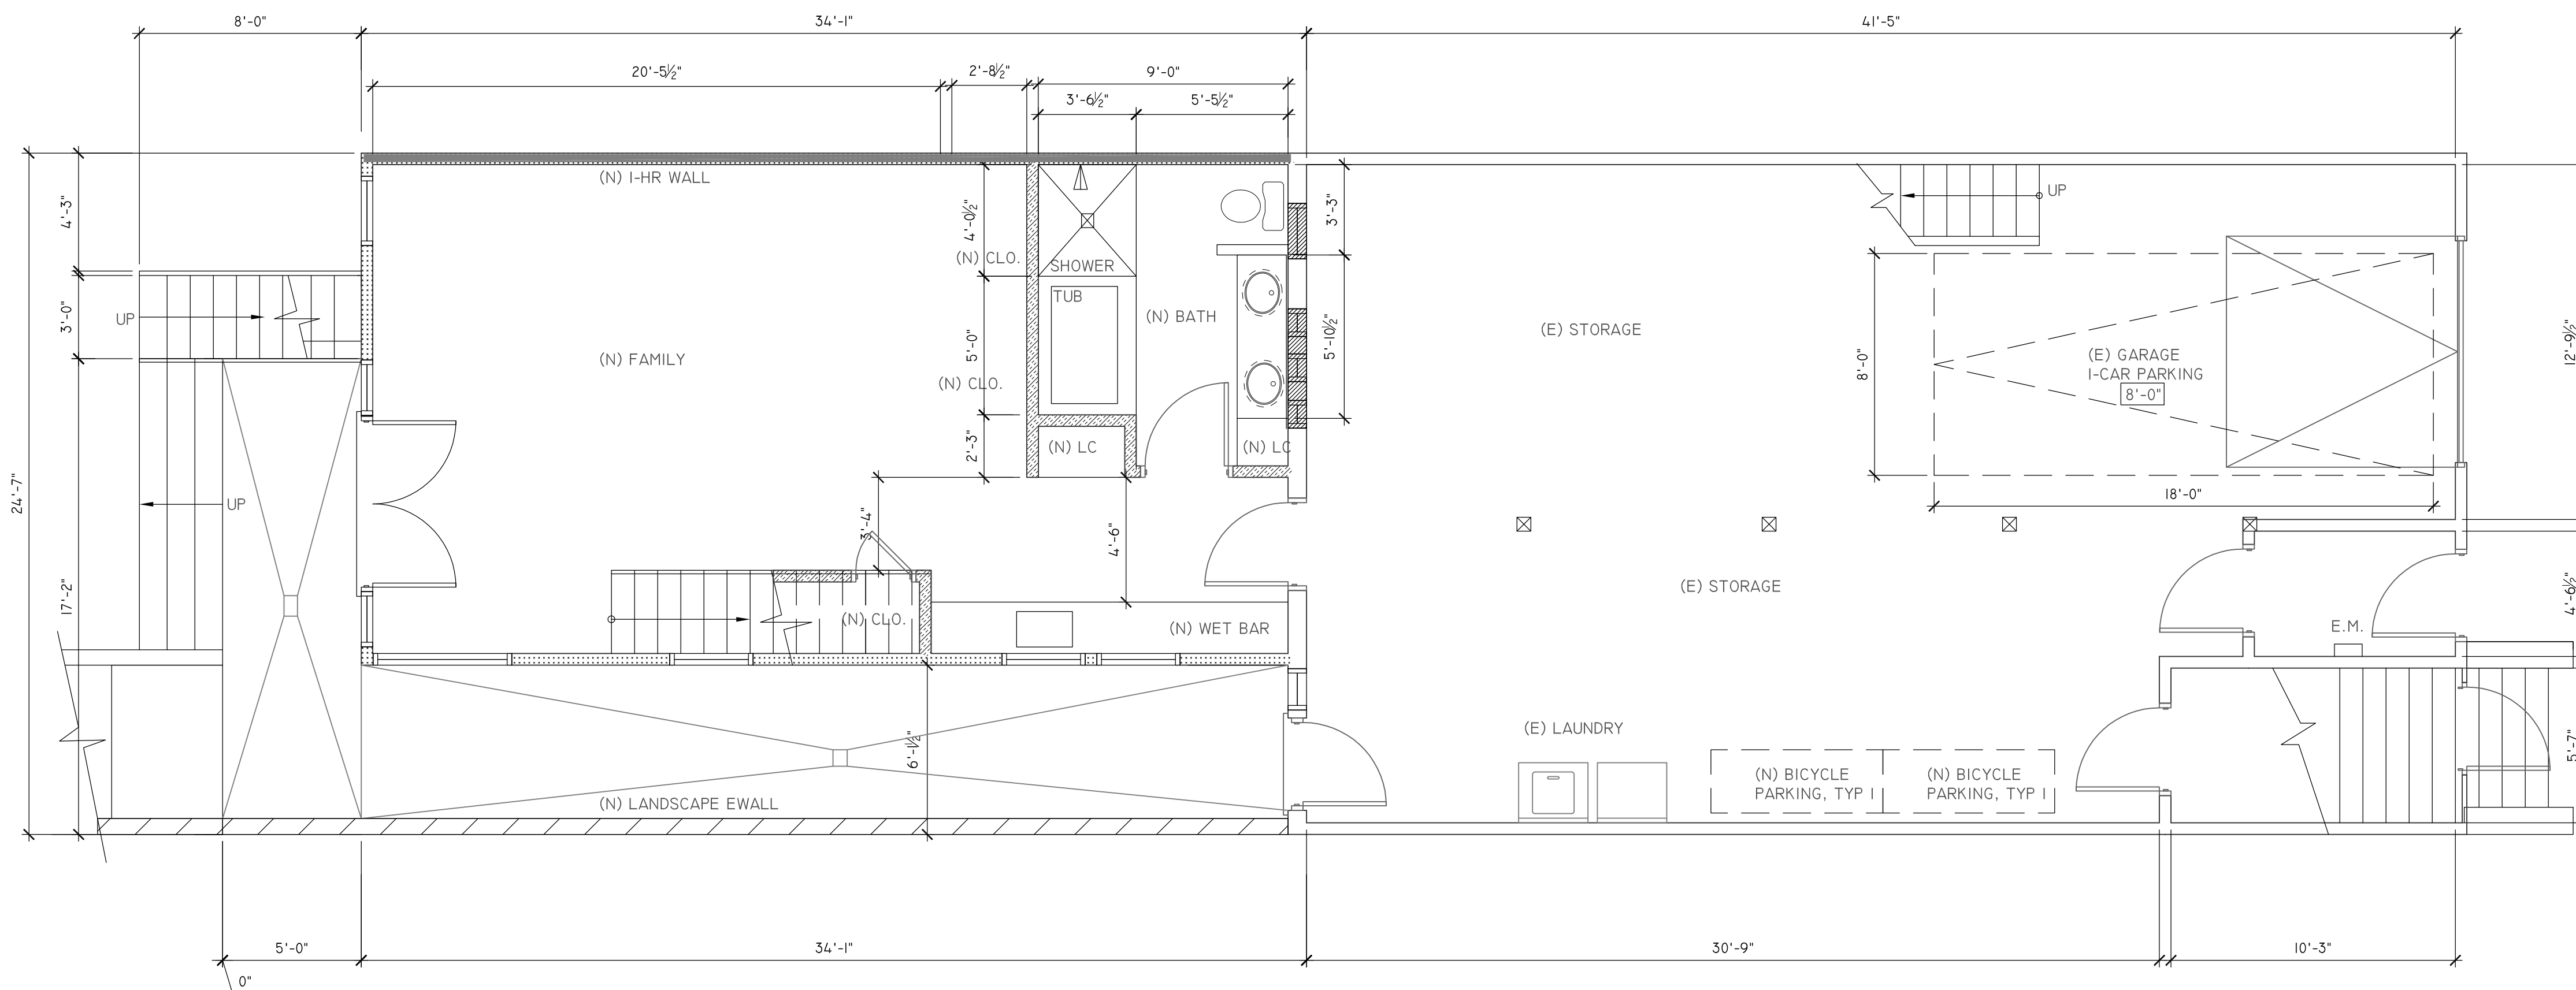 8'-0"
34'-1"
41'-5"
20'-5½"
2'-8½"
9'-0"
3'-6½"
5'-5½"
(N) 1-HR WALL
4'-3"
4'-0½"
3'-3"
UP
(N) CLO.
SHOWER
TUB
3'-0"
UP
(N) BATH
5'-10½"
(E) STORAGE
8'-0"
(E) GARAGE
1-CAR PARKING
8'-0"
12'-9½"
(N) FAMILY
5'-0"
(N) CLO.
2'-3"
(N) LC
(N) LC
24'-7"
UP
18'-0"
3'-4"
4'-6"
17'-2"
(E) STORAGE
4'-6½"
(N) CLO.
(N) WET BAR
E.M.
6'-1½"
(E) LAUNDRY
5'-7"
(N) BICYCLE
PARKING, TYP 1
(N) BICYCLE
PARKING, TYP 1
(N) LANDSCAPE EWALL
5'-0"
34'-1"
30'-9"
10'-3"
0"